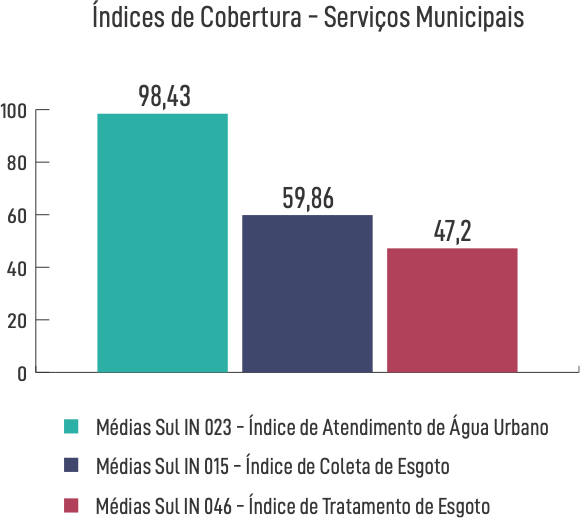 Índices de Cobertura - Serviços Municipais
98,43
59,86
47,2
100
80
60
40
20
0
Médias Sul IN 023 - Índice de Atendimento de Água Urbano
Médias Sul IN 015 - Índice de Coleta de Esgoto
Médias Sul IN 046 - Índice de Tratamento de Esgoto